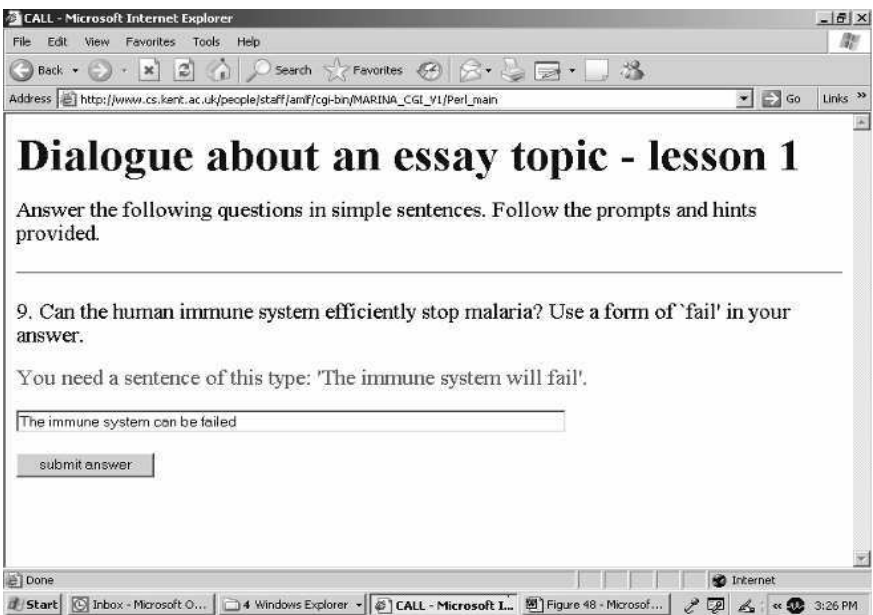 CALL - Microsoft Internet Explorer
File Edit View Favorites Tools Help
Back Search Favorites
Address http://www.cs.kent.ac.uk/people/staff/amlf/cgi-bin/MARINA_CGI_V1/Perl_main Go Links »
Dialogue about an essay topic - lesson 1
Answer the following questions in simple sentences. Follow the prompts and hints
provided.
9. Can the human immune system efficiently stop malaria? Use a form of `fail' in your
answer.
You need a sentence of this type: 'The immune system will fail'.
The immune system can be failed
submit answer
Done Internet
Start Inbox - Microsoft O... 4 Windows Explorer CALL - Microsoft I... Figure 48 - Microsof... « 3:26 PM